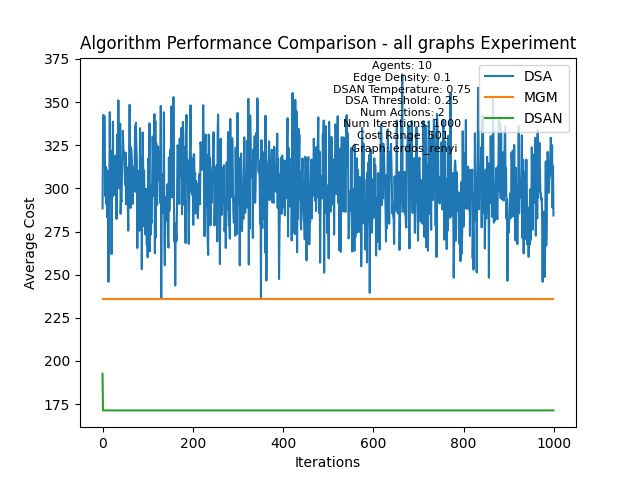 Algorithm Performance Comparison - all graphs Experiment
375
350
325
300
275
250
225
200
175
Average Cost
Agents: 10
Edge Density: 0.1
DSAN Temperature: 0.75
DSA Threshold: 0.25
Num Actions: 2
Num Iterations: 1000
Cost Range: 501
Graph: erdos_renyi
DSA
MGM
DSAN
0
200
400
600
800
1000
Iterations